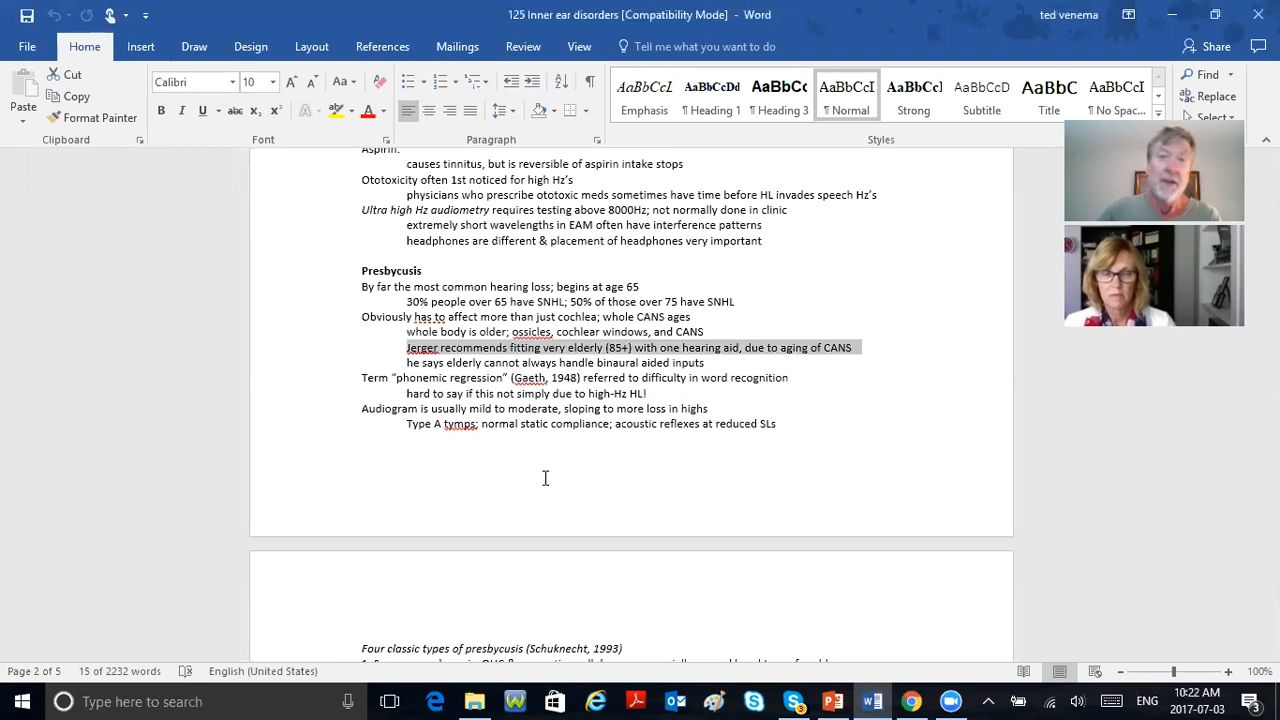 125 Inner ear disorders [Compatibility Mode] - Word
ted venema
File Home Insert Draw Design Layout References Mailings Review View Tell me what you want to do Share
Paste
Cut
Copy
Format Painter
Clipboard
Calibri 10
Font
Paragraph
AaBbCcI Emphasis
AaBbCcDd ¶ Heading 1
AaBbCc ¶ Heading 3
AaBbCcI ¶ Normal
AaBbCcI Strong
AaBbCcDd Subtitle
AaBbCc Title
AaBbCcI ¶ No Spac...
Styles
Find
Replace
Select
Aspirin:
causes tinnitus, but is reversible of aspirin intake stops
Ototoxicity often 1st noticed for high Hz's
physicians who prescribe ototoxic meds sometimes have time before HL invades speech Hz's
Ultra high Hz audiometry requires testing above 8000Hz; not normally done in clinic
extremely short wavelengths in EAM often have interference patterns
headphones are different & placement of headphones very important
Presbycusis
By far the most common hearing loss; begins at age 65
30% people over 65 have SNHL; 50% of those over 75 have SNHL
Obviously has to affect more than just cochlea; whole CANS ages
whole body is older; ossicles, cochlear windows, and CANS
Jerger recommends fitting very elderly (85+) with one hearing aid, due to aging of CANS
he says elderly cannot always handle binaural aided inputs
Term “phonemic regression” (Gaeth, 1948) referred to difficulty in word recognition
hard to say if this not simply due to high-Hz HL!
Audiogram is usually mild to moderate, sloping to more loss in highs
Type A tymps; normal static compliance; acoustic reflexes at reduced SLs
Four classic types of presbycusis (Schuknecht, 1993)
Page 2 of 5 15 of 2232 words English (United States) 100%
Type here to search
ENG
10:22 AM
2017-07-03